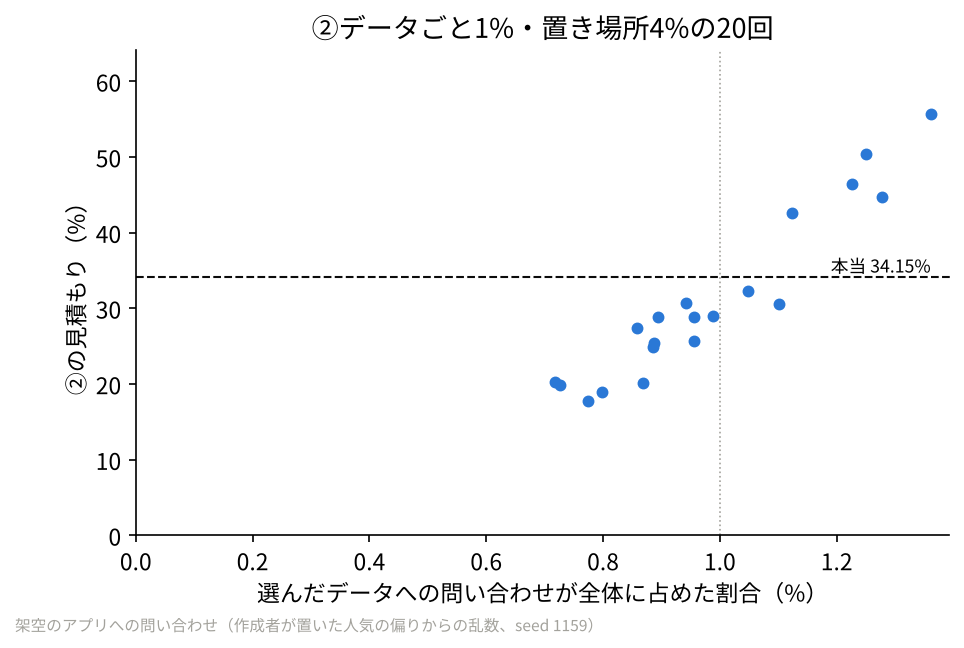 ②データごと1%・置き場所4%の20回
②の見積もり（%）
60
50
40
30
20
10
0
本当 34.15%
0.0 0.2 0.4 0.6 0.8 1.0 1.2
選んだデータへの問い合わせが全体に占めた割合（%）
架空のアプリへの問い合わせ（作成者が置いた人気の偏りからの乱数、seed 1159）